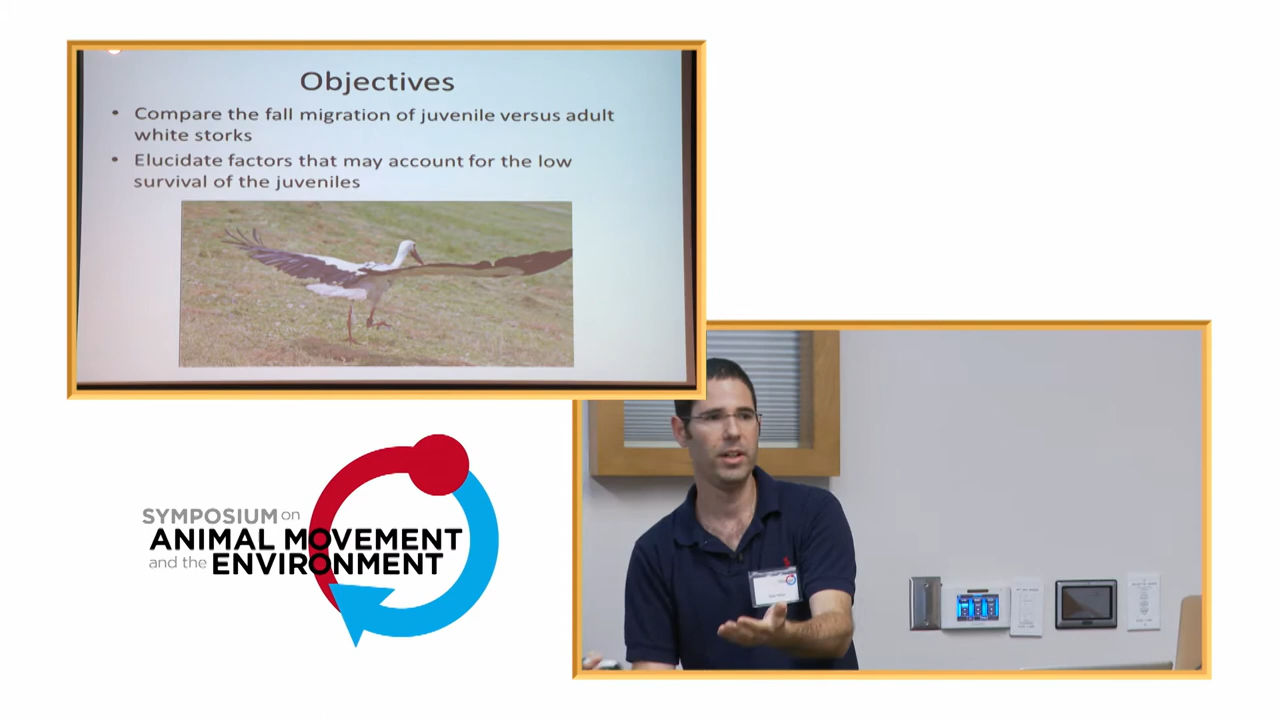 Objectives
• Compare the fall migration of juvenile versus adult
white storks
• Elucidate factors that may account for the low
survival of the juveniles
SYMPOSIUM on
ANIMAL MOVEMENT
and the ENVIRONMENT